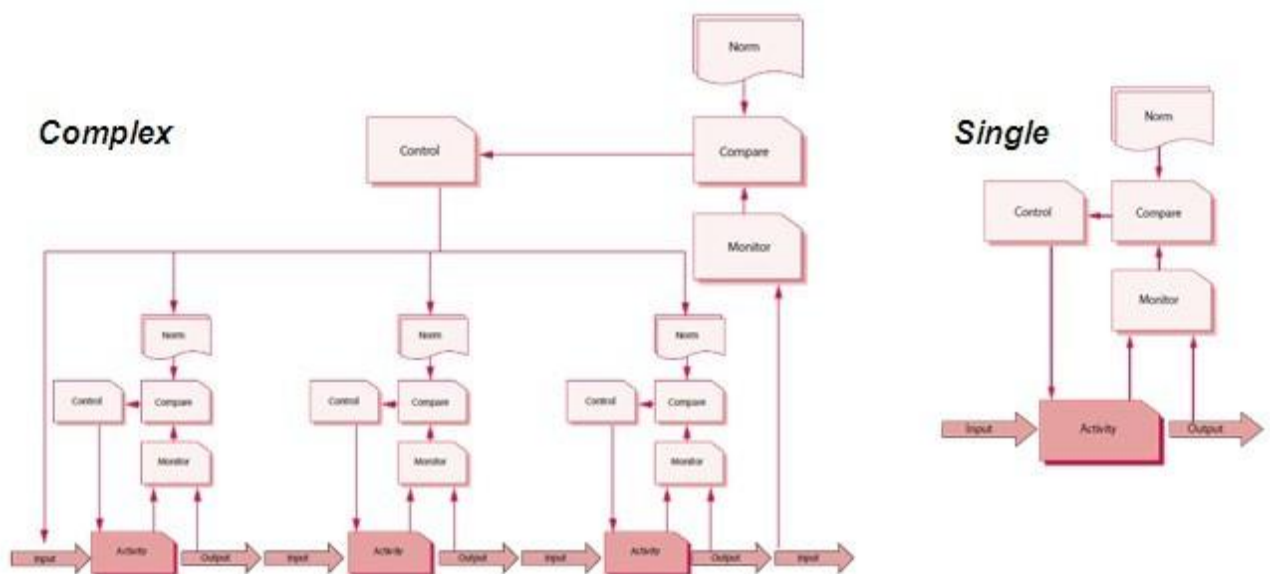 Complex
Norm
Control
Compare
Monitor
Norm
Control
Compare
Monitor
Input
Activity
Output
Norm
Control
Compare
Monitor
Input
Activity
Output
Norm
Control
Compare
Monitor
Input
Activity
Output
Input
Single
Norm
Control
Compare
Monitor
Input
Activity
Output